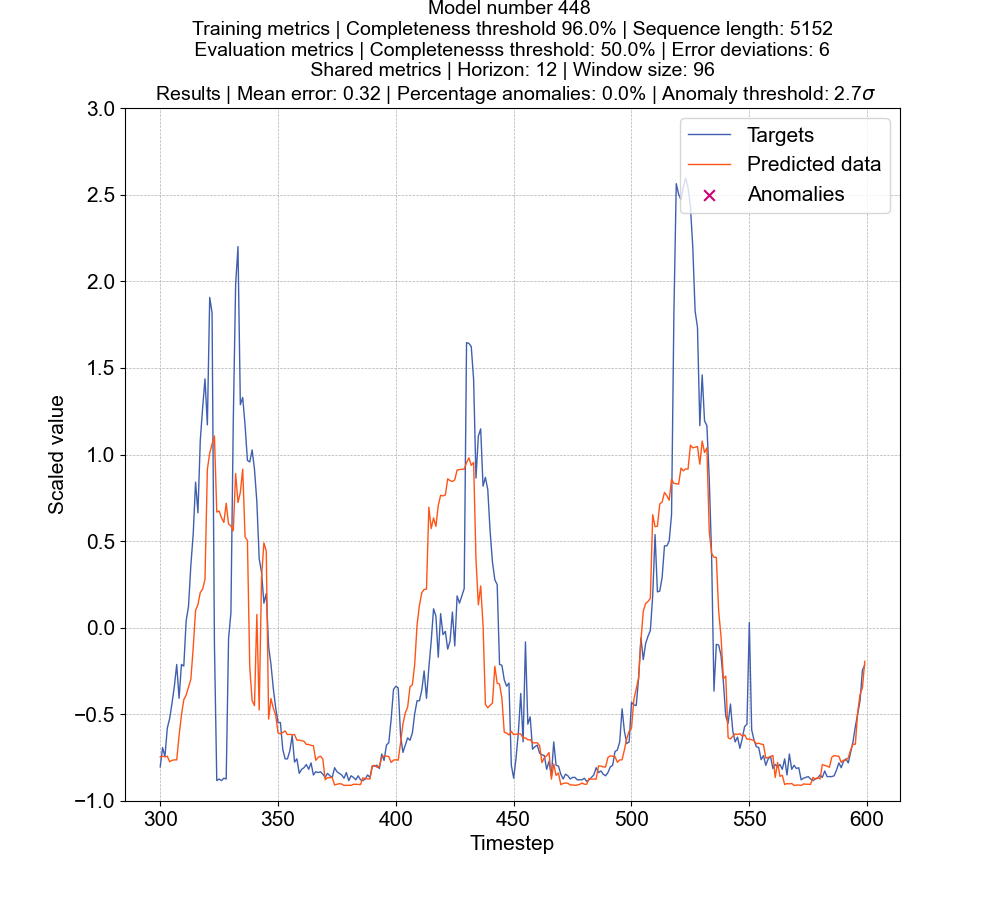 Model number 448
Training metrics | Completeness threshold 96.0% | Sequence length: 5152
Evaluation metrics | Completenesss threshold: 50.0% | Error deviations: 6
Shared metrics | Horizon: 12 | Window size: 96
Results | Mean error: 0.32 | Percentage anomalies: 0.0% | Anomaly threshold: 2.7σ
Targets
Predicted data
Anomalies
Scaled value
3.0
2.5
2.0
1.5
1.0
0.5
0.0
−0.5
−1.0
300 350 400 450 500 550 600
Timestep